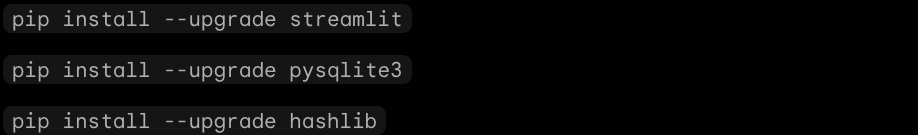 pip install --upgrade streamlit
pip install --upgrade pysqlite3
pip install --upgrade hashlib